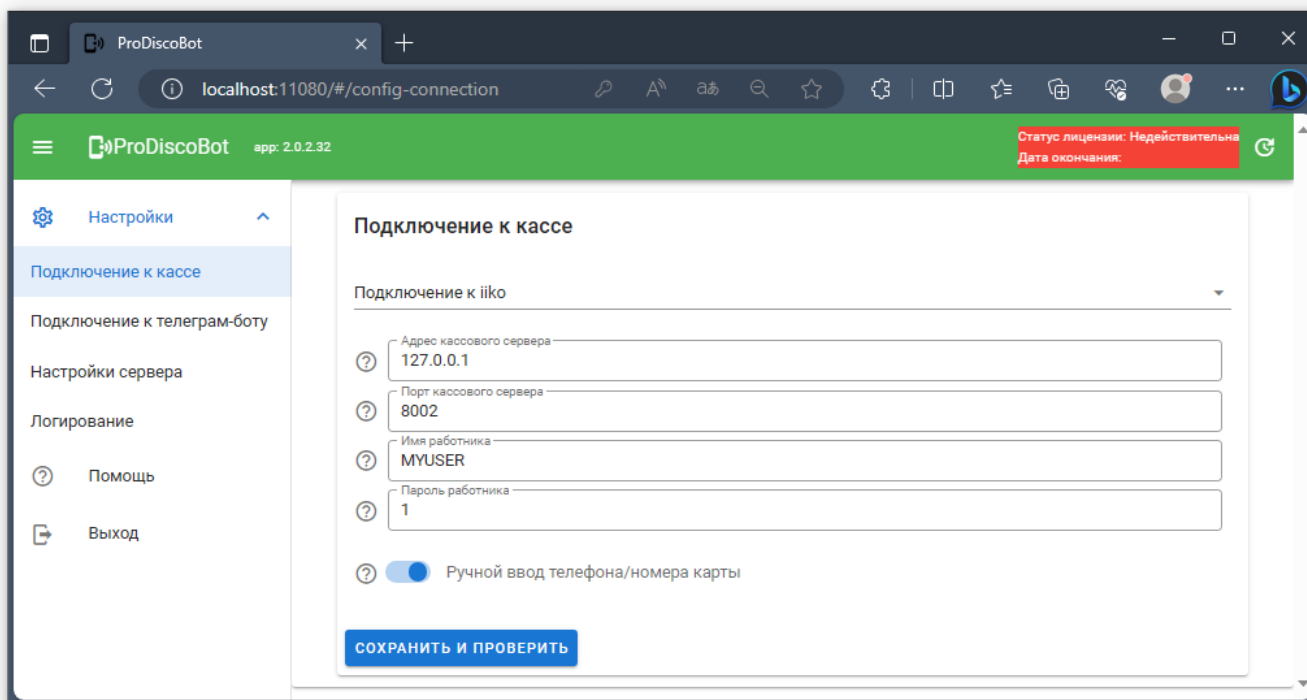 ProDiscoBot
localhost:11080/#/config-connection
ProDiscoBot app: 2.0.2.32
Статус лицензии: Недействительна
Дата окончания:
Настройки
Подключение к кассе
Подключение к телеграм-боту
Настройки сервера
Логирование
Помощь
Выход
Подключение к кассе
Подключение к iiko
Адрес кассового сервера
127.0.0.1
Порт кассового сервера
8002
Имя работника
MYUSER
Пароль работника
1
Ручной ввод телефона/номера карты
СОХРАНИТЬ И ПРОВЕРИТЬ